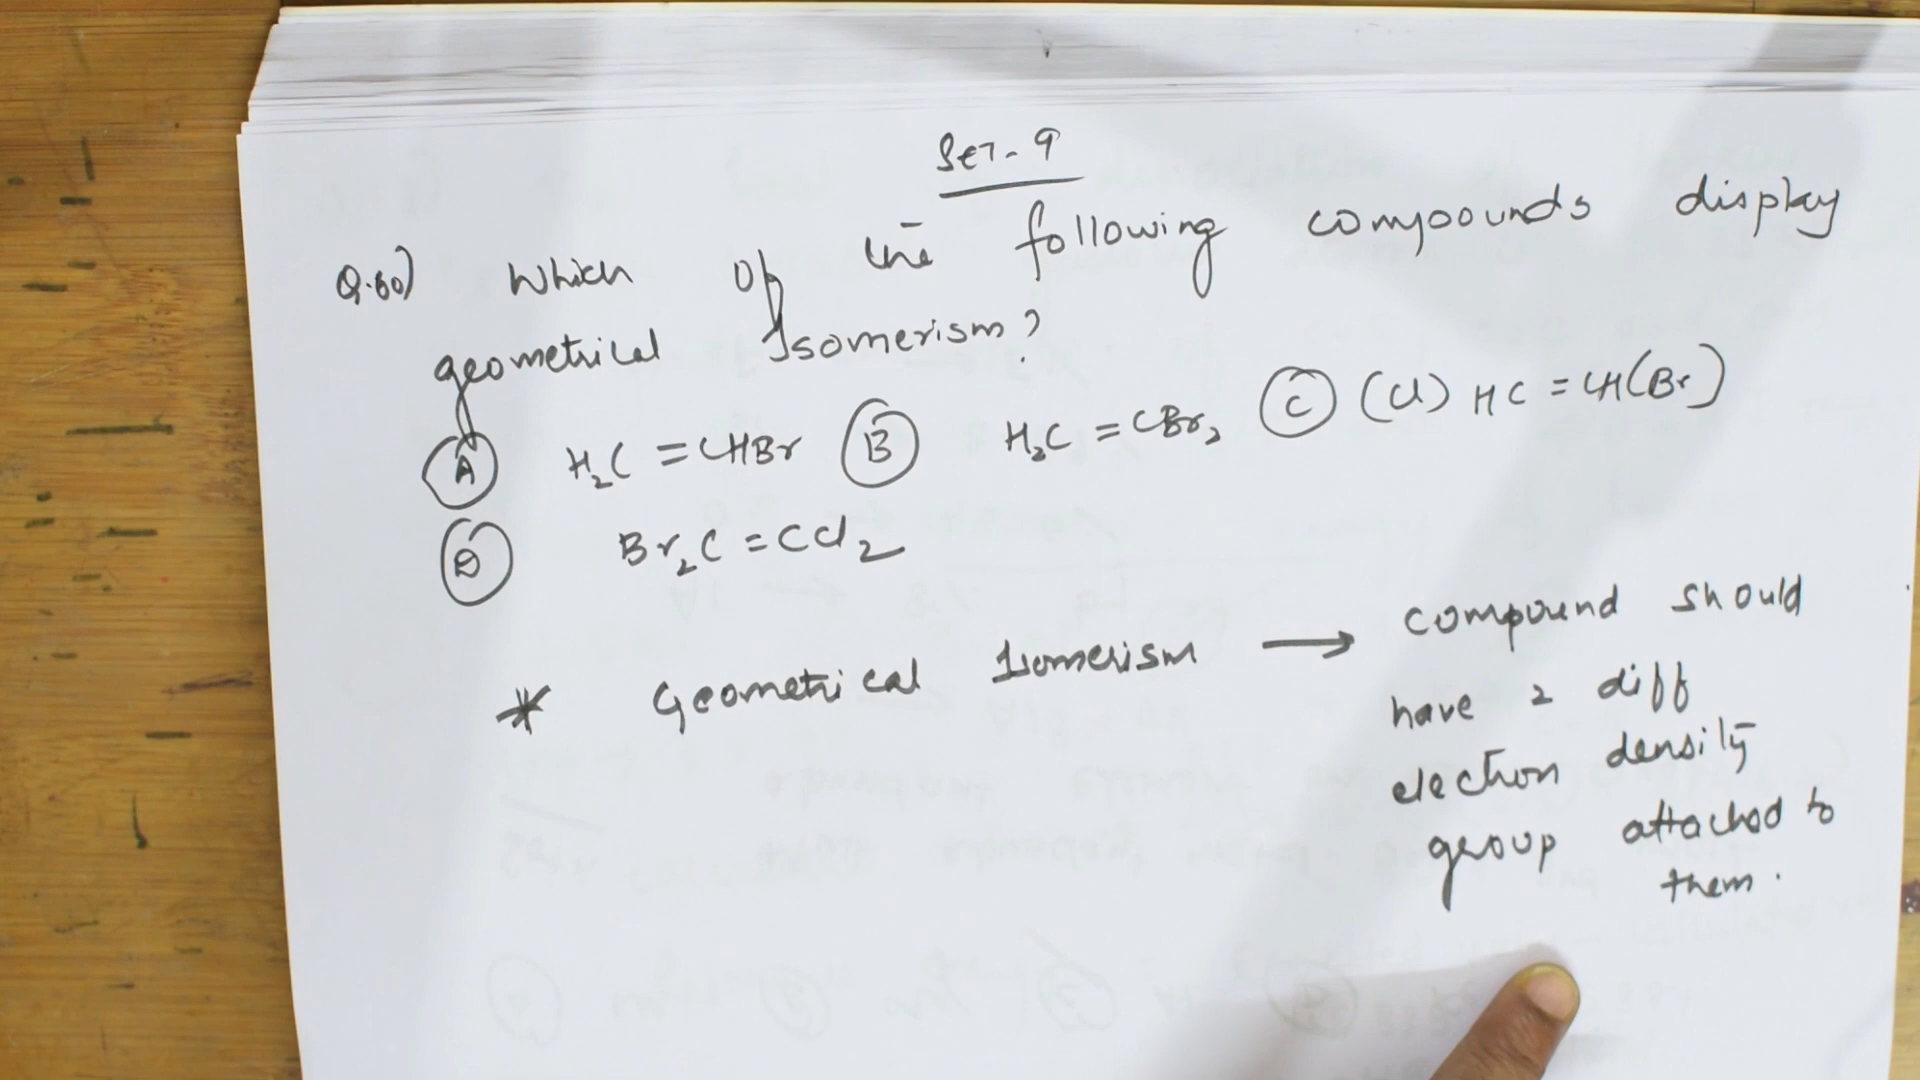 Set-9
Q.60) Which of the following compounds display
geometrical Isomerism?
(A) H₂C = CHBr (B) H₂C = CBr₂ (C) (Cl) HC = CH(Br)
(D) Br₂C = CCl₂
* Geometrical Isomerism → compound should
have 2 diff
electron density
group attached to
them.